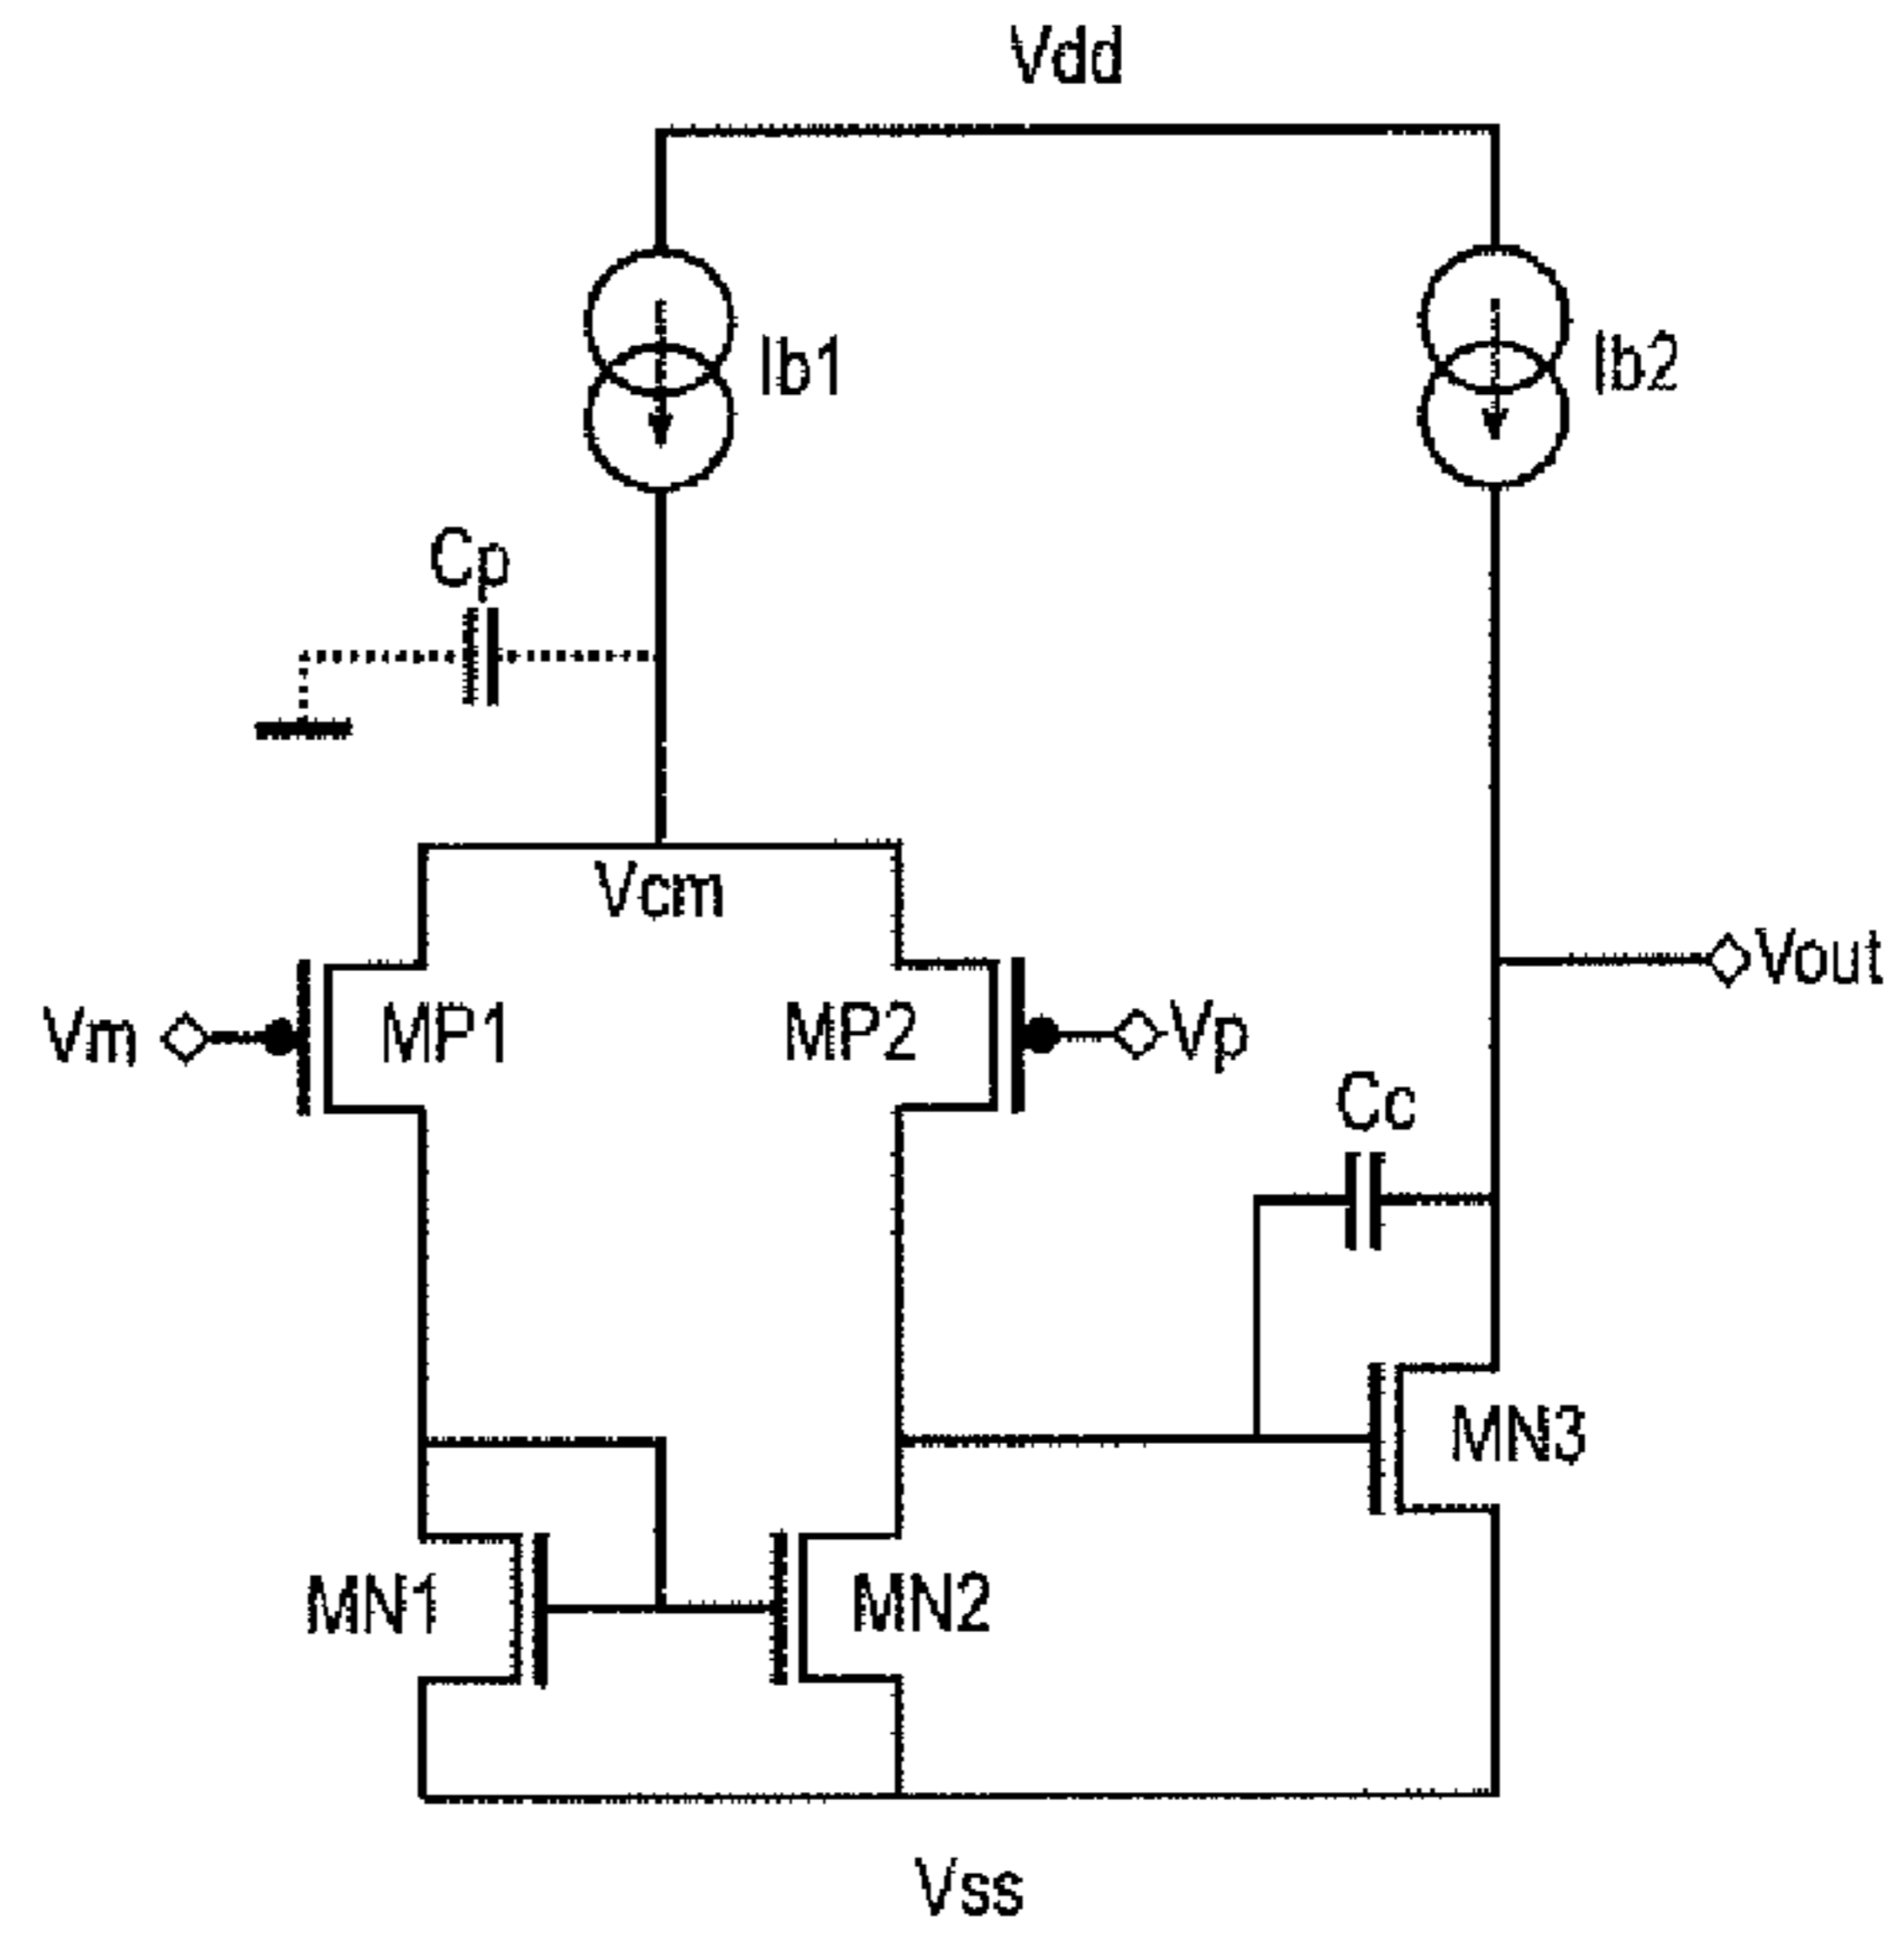 Vdd
Ib1
Ib2
Cp
Vcm
Vout
Vm
MP1
MP2
Vp
Cc
MN3
MN1
MN2
Vss